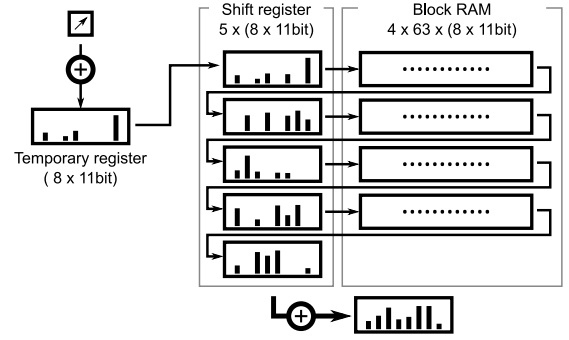 Shift register
5 x (8 x 11bit)
Block RAM
4 x 63 x (8 x 11bit)
Temporary register
( 8 x 11bit)